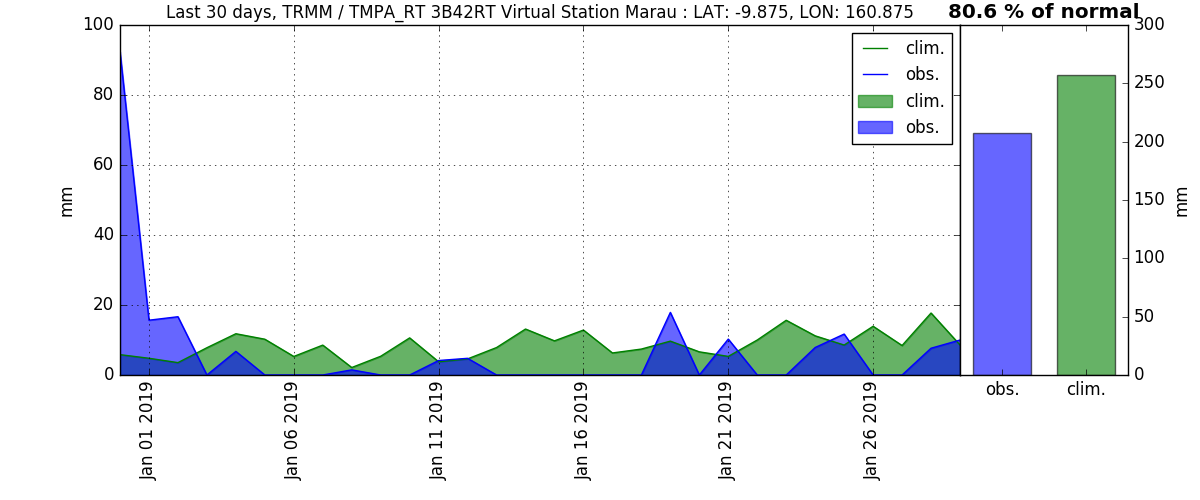 Last 30 days, TRMM / TMPA_RT 3B42RT Virtual Station Marau : LAT: -9.875, LON: 160.875
80.6 % of normal
100
80
60
40
20
0
mm
clim.
obs.
clim.
obs.
Jan 01 2019
Jan 06 2019
Jan 11 2019
Jan 16 2019
Jan 21 2019
Jan 26 2019
300
250
200
150
100
50
0
mm
obs.
clim.